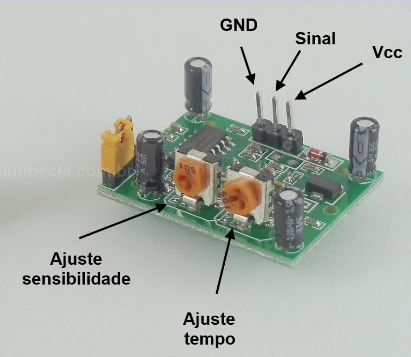 GND
Sinal
Vcc
Ajuste
sensibilidade
Ajuste
tempo